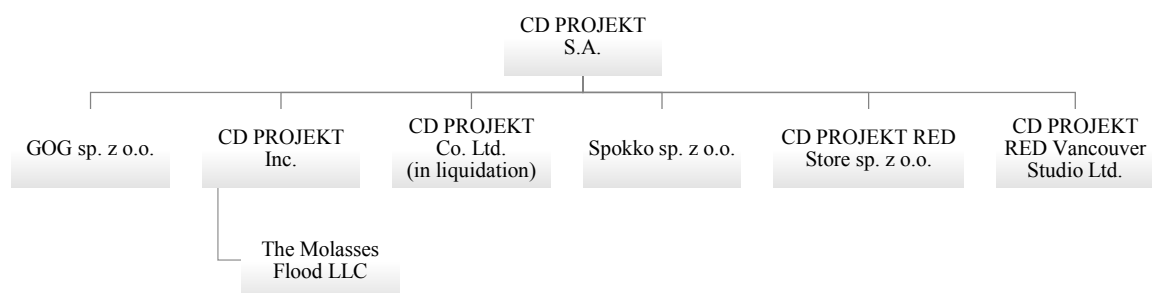 CD PROJEKT
S.A.
GOG sp. z o.o.
CD PROJEKT
Inc.
CD PROJEKT
Co. Ltd.
(in liquidation)
Spokko sp. z o.o.
CD PROJEKT RED
Store sp. z o.o.
CD PROJEKT
RED Vancouver
Studio Ltd.
The Molasses
Flood LLC